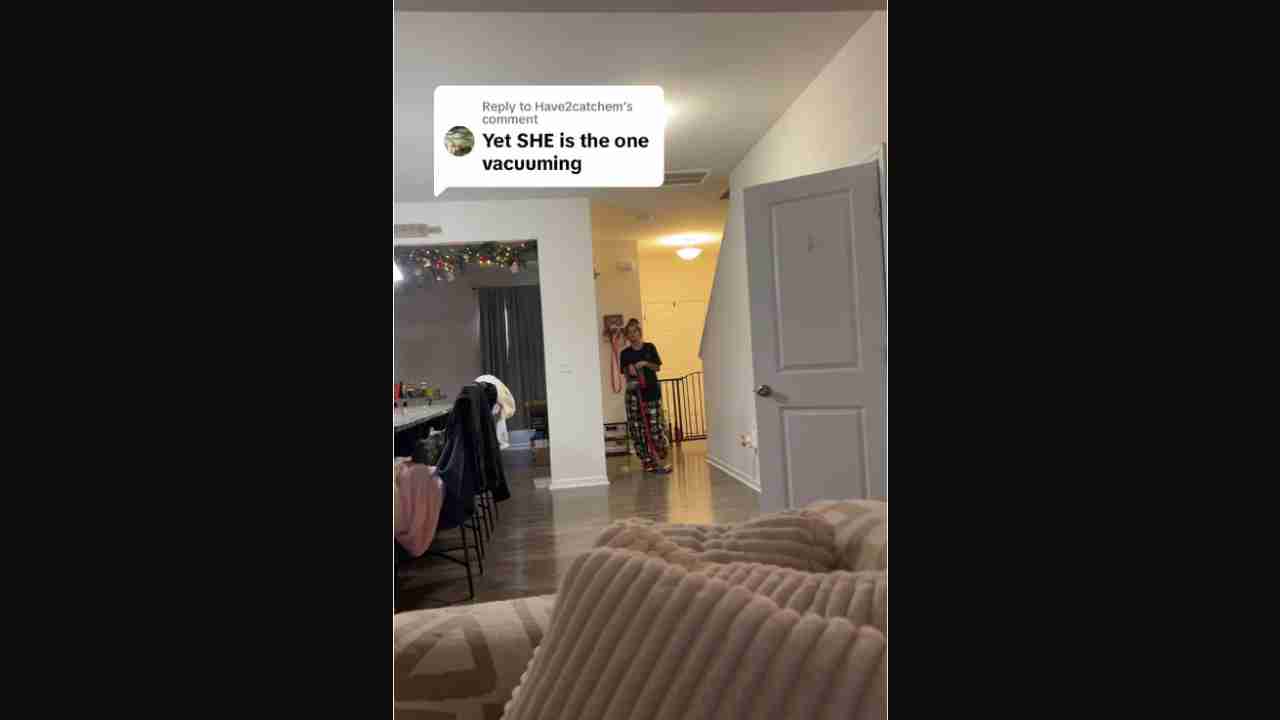 Reply to Have2catchem's
comment
Yet SHE is the one
vacuuming